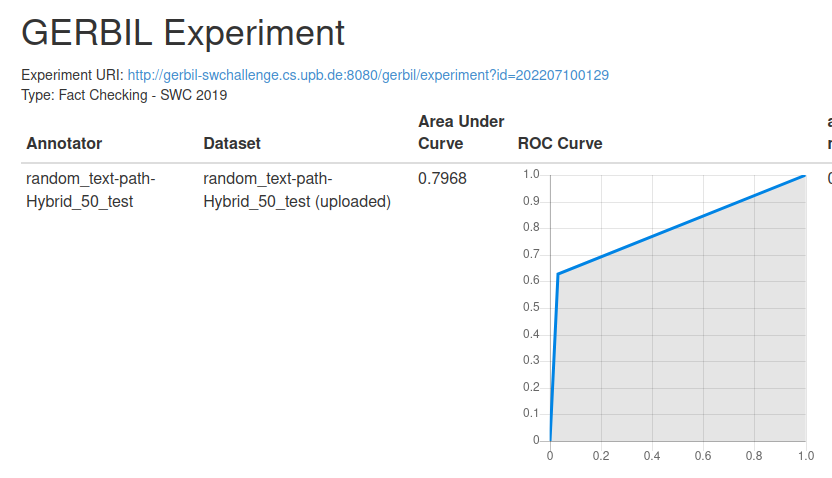 GERBIL Experiment
Experiment URI: http://gerbil-swchallenge.cs.upb.de:8080/gerbil/experiment?id=202207100129
Type: Fact Checking - SWC 2019
Annotator Dataset Area Under Curve ROC Curve
random_text-path-Hybrid_50_test random_text-path-Hybrid_50_test (uploaded) 0.7968
1.0
0.9
0.8
0.7
0.6
0.5
0.4
0.3
0.2
0.1
0
0 0.2 0.4 0.6 0.8 1.0